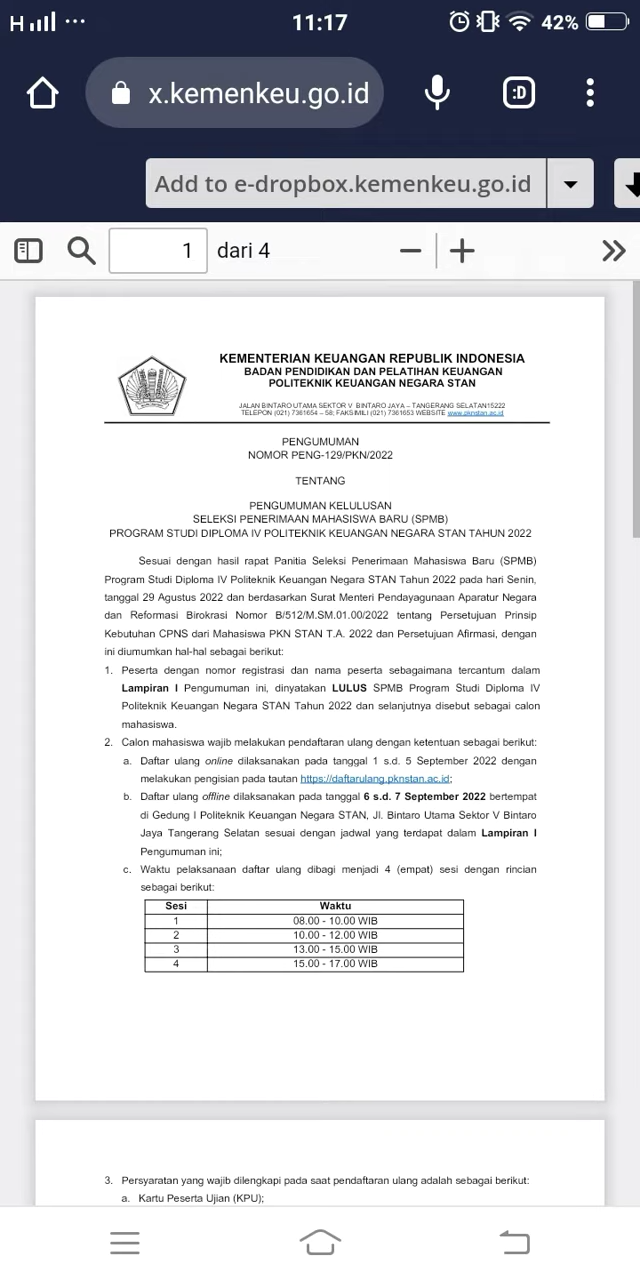 H ...
11:17
42%
x.kemenkeu.go.id
:D
Add to e-dropbox.kemenkeu.go.id
1 dari 4
KEMENTERIAN KEUANGAN REPUBLIK INDONESIA
BADAN PENDIDIKAN DAN PELATIHAN KEUANGAN
POLITEKNIK KEUANGAN NEGARA STAN
JALAN BINTARO UTAMA SEKTOR V BINTARO JAYA – TANGERANG SELATAN15222
TELEPON (021) 7361654 – 58; FAKSIMILI (021) 7361653 WEBSITE www.pknstan.ac.id
PENGUMUMAN
NOMOR PENG-129/PKN/2022
TENTANG
PENGUMUMAN KELULUSAN
SELEKSI PENERIMAAN MAHASISWA BARU (SPMB)
PROGRAM STUDI DIPLOMA IV POLITEKNIK KEUANGAN NEGARA STAN TAHUN 2022
Sesuai dengan hasil rapat Panitia Seleksi Penerimaan Mahasiswa Baru (SPMB)
Program Studi Diploma IV Politeknik Keuangan Negara STAN Tahun 2022 pada hari Senin,
tanggal 29 Agustus 2022 dan berdasarkan Surat Menteri Pendayagunaan Aparatur Negara
dan Reformasi Birokrasi Nomor B/512/M.SM.01.00/2022 tentang Persetujuan Prinsip
Kebutuhan CPNS dari Mahasiswa PKN STAN T.A. 2022 dan Persetujuan Afirmasi, dengan
ini diumumkan hal-hal sebagai berikut:
1. Peserta dengan nomor registrasi dan nama peserta sebagaimana tercantum dalam
Lampiran I Pengumuman ini, dinyatakan LULUS SPMB Program Studi Diploma IV
Politeknik Keuangan Negara STAN Tahun 2022 dan selanjutnya disebut sebagai calon
mahasiswa.
2. Calon mahasiswa wajib melakukan pendaftaran ulang dengan ketentuan sebagai berikut:
a. Daftar ulang online dilaksanakan pada tanggal 1 s.d. 5 September 2022 dengan
melakukan pengisian pada tautan https://daftarulang.pknstan.ac.id;
b. Daftar ulang offline dilaksanakan pada tanggal 6 s.d. 7 September 2022 bertempat
di Gedung I Politeknik Keuangan Negara STAN, Jl. Bintaro Utama Sektor V Bintaro
Jaya Tangerang Selatan sesuai dengan jadwal yang terdapat dalam Lampiran I
Pengumuman ini;
c. Waktu pelaksanaan daftar ulang dibagi menjadi 4 (empat) sesi dengan rincian
sebagai berikut:
Sesi Waktu
1 08.00 - 10.00 WIB
2 10.00 - 12.00 WIB
3 13.00 - 15.00 WIB
4 15.00 - 17.00 WIB
3. Persyaratan yang wajib dilengkapi pada saat pendaftaran ulang adalah sebagai berikut:
a. Kartu Peserta Ujian (KPU);